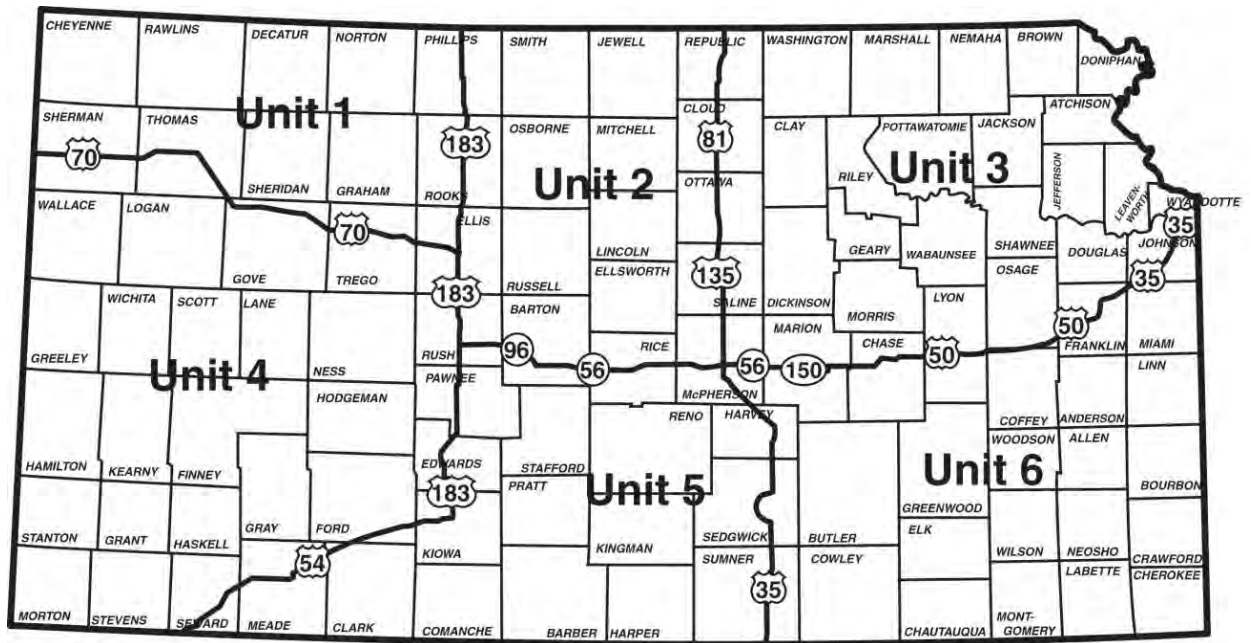 CHEYENNE
RAWLINS
DECATUR
NORTON
PHILLIPS
SMITH
JEWELL
REPUBLIC
WASHINGTON
MARSHALL
NEMAHA
BROWN
DONIPHAN
SHERMAN
THOMAS
Unit 1
183
OSBORNE
MITCHELL
CLOUD
81
CLAY
RILEY
POTTAWATOMIE
JACKSON
ATCHISON
70
SHERIDAN
GRAHAM
ROOKS
Unit 2
OTTAWA
Unit 3
JEFFERSON
LEAVEN-
WORTH
WYANDOTTE
35
WALLACE
LOGAN
70
ELLIS
LINCOLN
GEARY
WABAUNSEE
SHAWNEE
DOUGLAS
JOHNSON
35
GOVE
TREGO
183
RUSSELL
ELLSWORTH
135
SALINE
DICKINSON
MORRIS
LYON
OSAGE
WICHITA
SCOTT
LANE
BARTON
MARION
CHASE
50
FRANKLIN
MIAMI
GREELEY
Unit 4
NESS
RUSH
96
56
RICE
56
150
50
LINN
HODGEMAN
PAWNEE
McPHERSON
RENO
HARVEY
COFFEY
ANDERSON
HAMILTON
KEARNY
FINNEY
EDWARDS
STAFFORD
Unit 5
Unit 6
WOODSON
ALLEN
183
PRATT
BOURBON
STANTON
GRANT
HASKELL
GRAY
FORD
KIOWA
KINGMAN
SEDGWICK
BUTLER
GREENWOOD
ELK
WILSON
NEOSHO
CRAWFORD
54
SUMNER
COWLEY
LABETTE
CHEROKEE
35
MORTON
STEVENS
SEWARD
MEADE
CLARK
COMANCHE
BARBER
HARPER
CHAUTAUQUA
MONT-
GOMERY